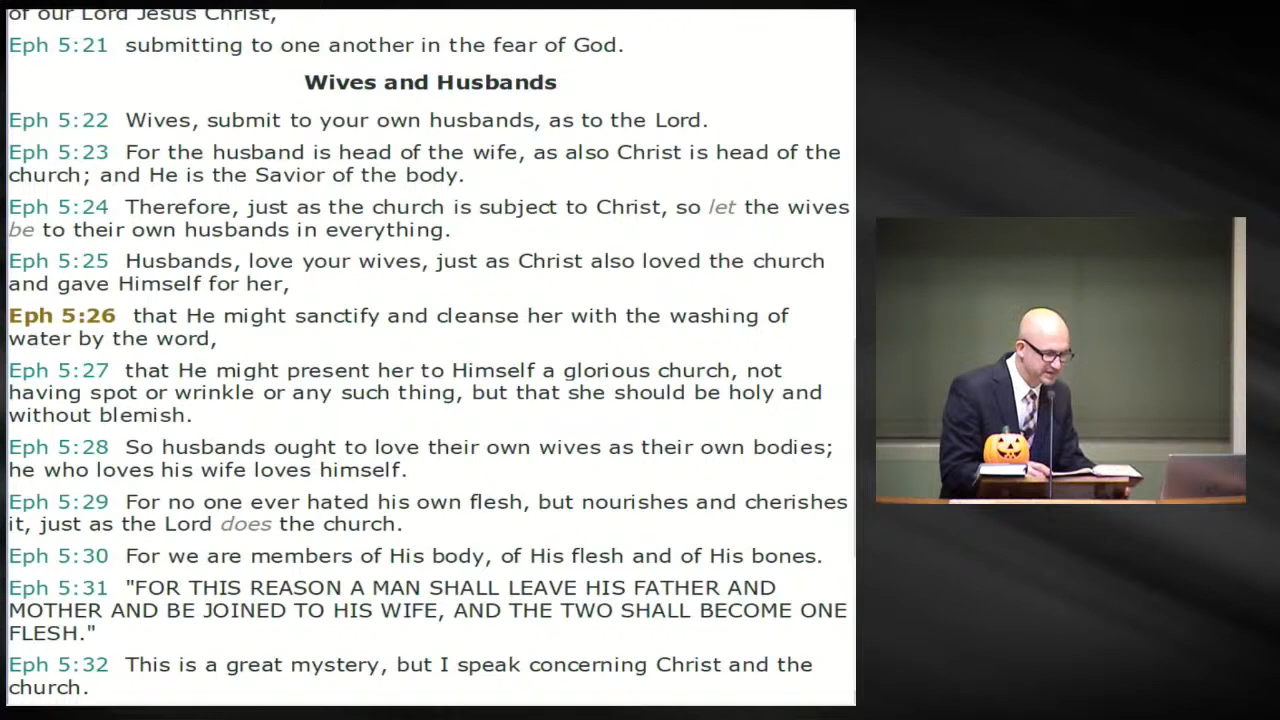 of our Lord Jesus Christ,
Eph 5:21 submitting to one another in the fear of God.
Wives and Husbands
Eph 5:22 Wives, submit to your own husbands, as to the Lord.
Eph 5:23 For the husband is head of the wife, as also Christ is head of the
church; and He is the Savior of the body.
Eph 5:24 Therefore, just as the church is subject to Christ, so let the wives
be to their own husbands in everything.
Eph 5:25 Husbands, love your wives, just as Christ also loved the church
and gave Himself for her,
Eph 5:26 that He might sanctify and cleanse her with the washing of
water by the word,
Eph 5:27 that He might present her to Himself a glorious church, not
having spot or wrinkle or any such thing, but that she should be holy and
without blemish.
Eph 5:28 So husbands ought to love their own wives as their own bodies;
he who loves his wife loves himself.
Eph 5:29 For no one ever hated his own flesh, but nourishes and cherishes
it, just as the Lord does the church.
Eph 5:30 For we are members of His body, of His flesh and of His bones.
Eph 5:31 "FOR THIS REASON A MAN SHALL LEAVE HIS FATHER AND
MOTHER AND BE JOINED TO HIS WIFE, AND THE TWO SHALL BECOME ONE
FLESH."
Eph 5:32 This is a great mystery, but I speak concerning Christ and the
church.